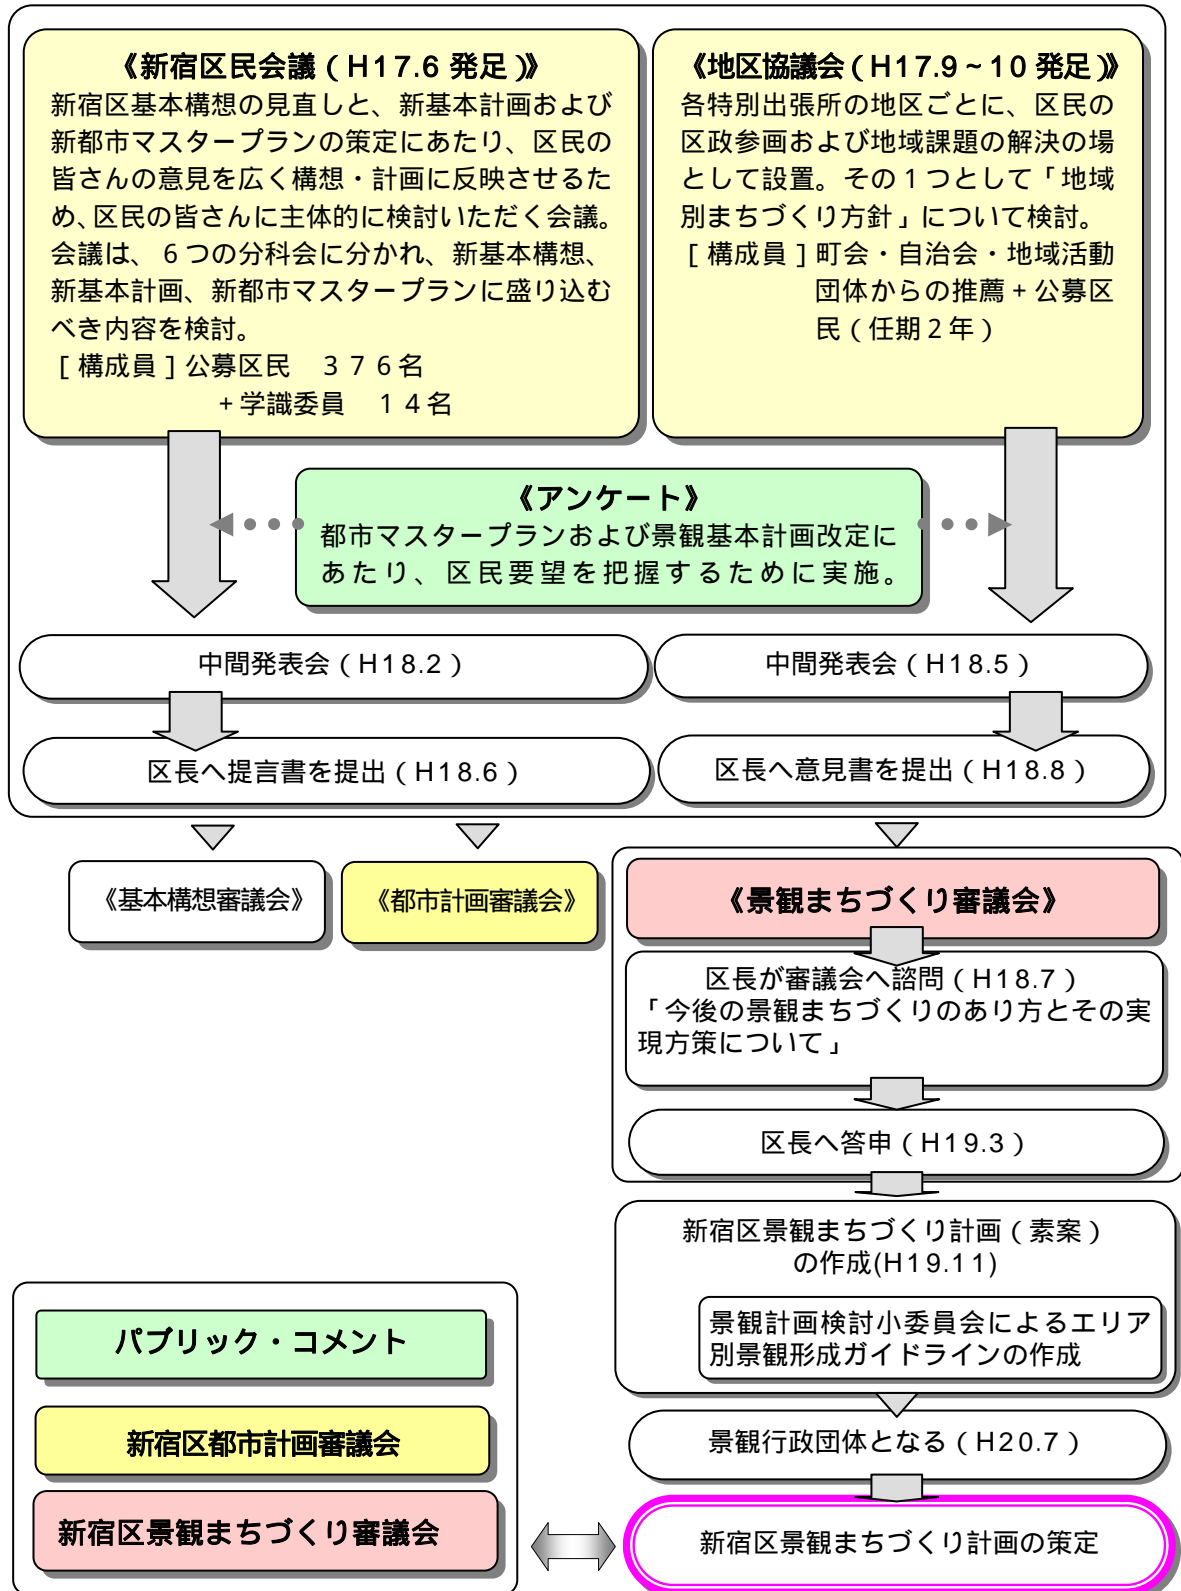 《新宿区民会議（H17.6 発足）》
新宿区基本構想の見直しと、新基本計画および
新都市マスタープランの策定にあたり、区民の
皆さんの意見を広く構想・計画に反映させるた
め、区民の皆さんに主体的に検討いただく会議。
会議は、６つの分科会に分かれ、新基本構想、
新基本計画、新都市マスタープランに盛り込む
べき内容を検討。
［構成員］公募区民　３７６名
＋学識委員　１４名
《地区協議会（H17.9～10 発足）》
各特別出張所の地区ごとに、区民の
区政参画および地域課題の解決の場
として設置。その１つとして「地域
別まちづくり方針」について検討。
［構成員］町会・自治会・地域活動
団体からの推薦＋公募区
民（任期２年）
《アンケート》
都市マスタープランおよび景観基本計画改定に
あたり、区民要望を把握するために実施。
中間発表会（H18.2）
中間発表会（H18.5）
区長へ提言書を提出（H18.6）
区長へ意見書を提出（H18.8）
《基本構想審議会》
《都市計画審議会》
《景観まちづくり審議会》
区長が審議会へ諮問（H18.7）
「今後の景観まちづくりのあり方とその実
現方策について」
区長へ答申（H19.3）
新宿区景観まちづくり計画（素案）
の作成(H19.11)
景観計画検討小委員会によるエリア
別景観形成ガイドラインの作成
景観行政団体となる（H20.7）
新宿区景観まちづくり計画の策定
パブリック・コメント
新宿区都市計画審議会
新宿区景観まちづくり審議会